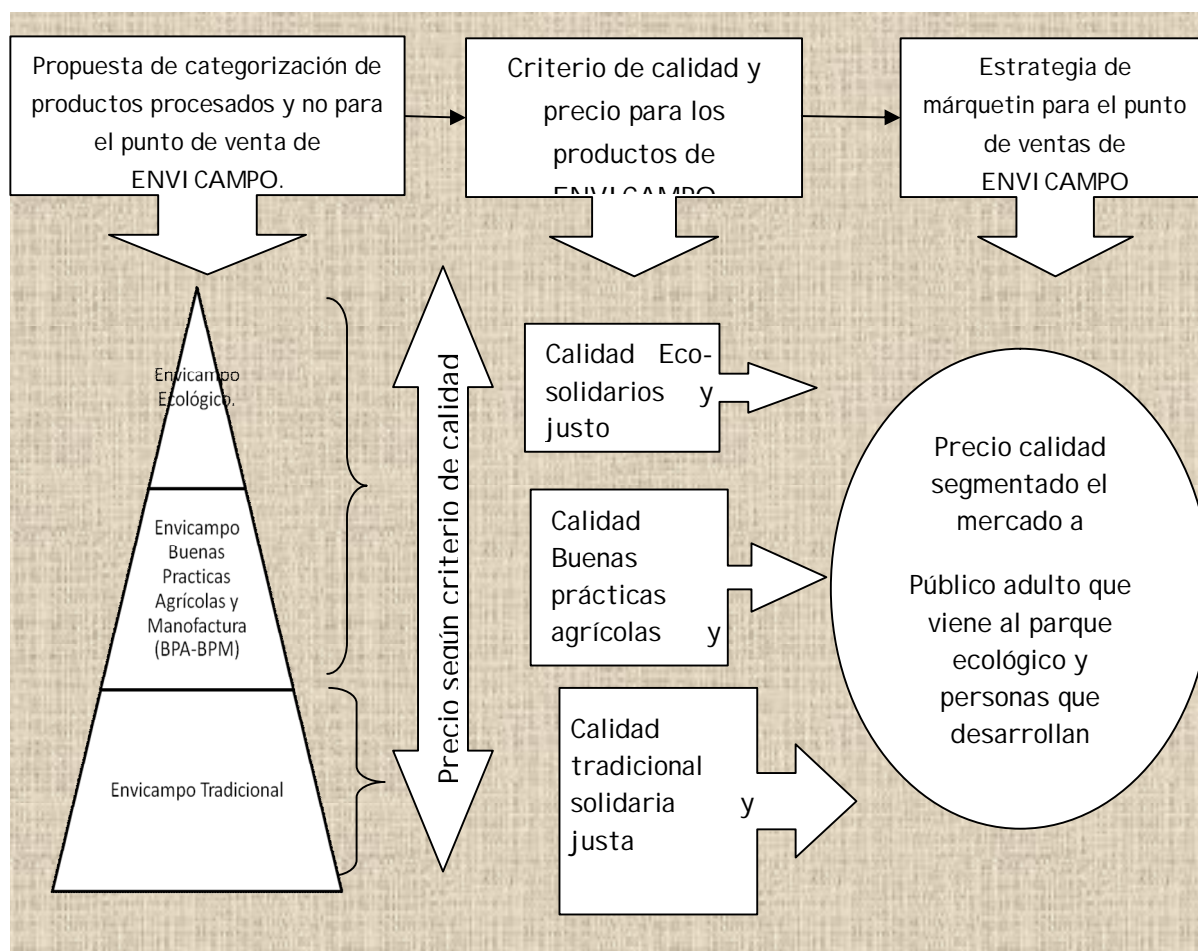 Propuesta de categorización de
productos procesados y no para
el punto de venta de
ENVICAMPO.
Criterio de calidad y
precio para los
productos de
ENVICAMPO
Estrategia de
márquetin para el punto
de ventas de
ENVICAMPO
Envicampo
Ecológico.
Envicampo
Buenas
Practicas
Agrícolas y
Manofactura
(BPA-BPM)
Envicampo Tradicional
Precio según criterio de calidad
Calidad Eco-
solidarios y
justo
Calidad
Buenas
prácticas
agrícolas y
Calidad
tradicional
solidaria y
justa
Precio calidad
segmentado el
mercado a
Público adulto que
viene al parque
ecológico y
personas que
desarrollan